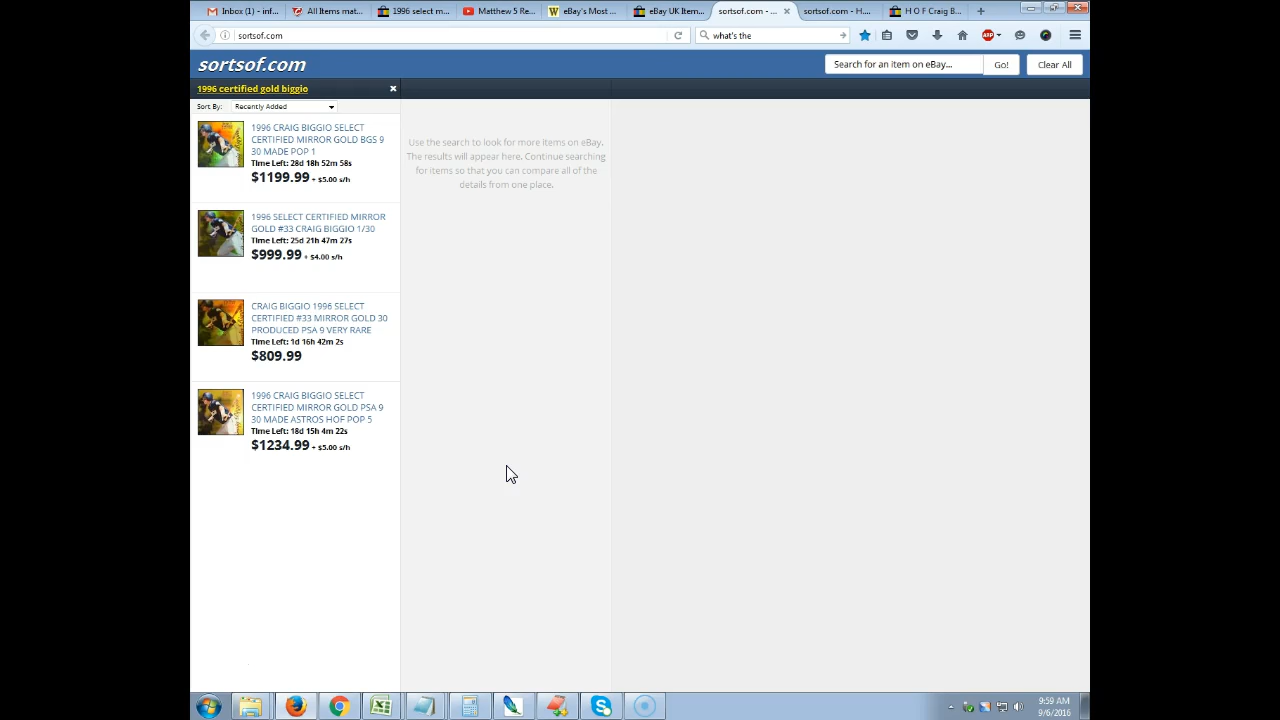 Inbox (1) - inf...
All Items mat...
1996 select m...
Matthew 5 Re...
eBay's Most ...
eBay UK Item...
sortsof.com - ...
sortsof.com - H...
H O F Craig B...
sortsof.com
what's the
ABP
sortsof.com
Search for an item on eBay...
Go!
Clear All
1996 certified gold biggio
Sort By:
Recently Added
1996 CRAIG BIGGIO SELECT
CERTIFIED MIRROR GOLD BGS 9
30 MADE POP 1
Time Left: 28d 18h 52m 58s
$1199.99 + $5.00 s/h
1996 SELECT CERTIFIED MIRROR
GOLD #33 CRAIG BIGGIO 1/30
Time Left: 25d 21h 47m 27s
$999.99 + $4.00 s/h
CRAIG BIGGIO 1996 SELECT
CERTIFIED #33 MIRROR GOLD 30
PRODUCED PSA 9 VERY RARE
Time Left: 1d 16h 42m 2s
$809.99
1996 CRAIG BIGGIO SELECT
CERTIFIED MIRROR GOLD PSA 9
30 MADE ASTROS HOF POP 5
Time Left: 18d 15h 4m 22s
$1234.99 + $5.00 s/h
Use the search to look for more items on eBay.
The results will appear here. Continue searching
for items so that you can compare all of the
details from one place.
9:59 AM
9/6/2016